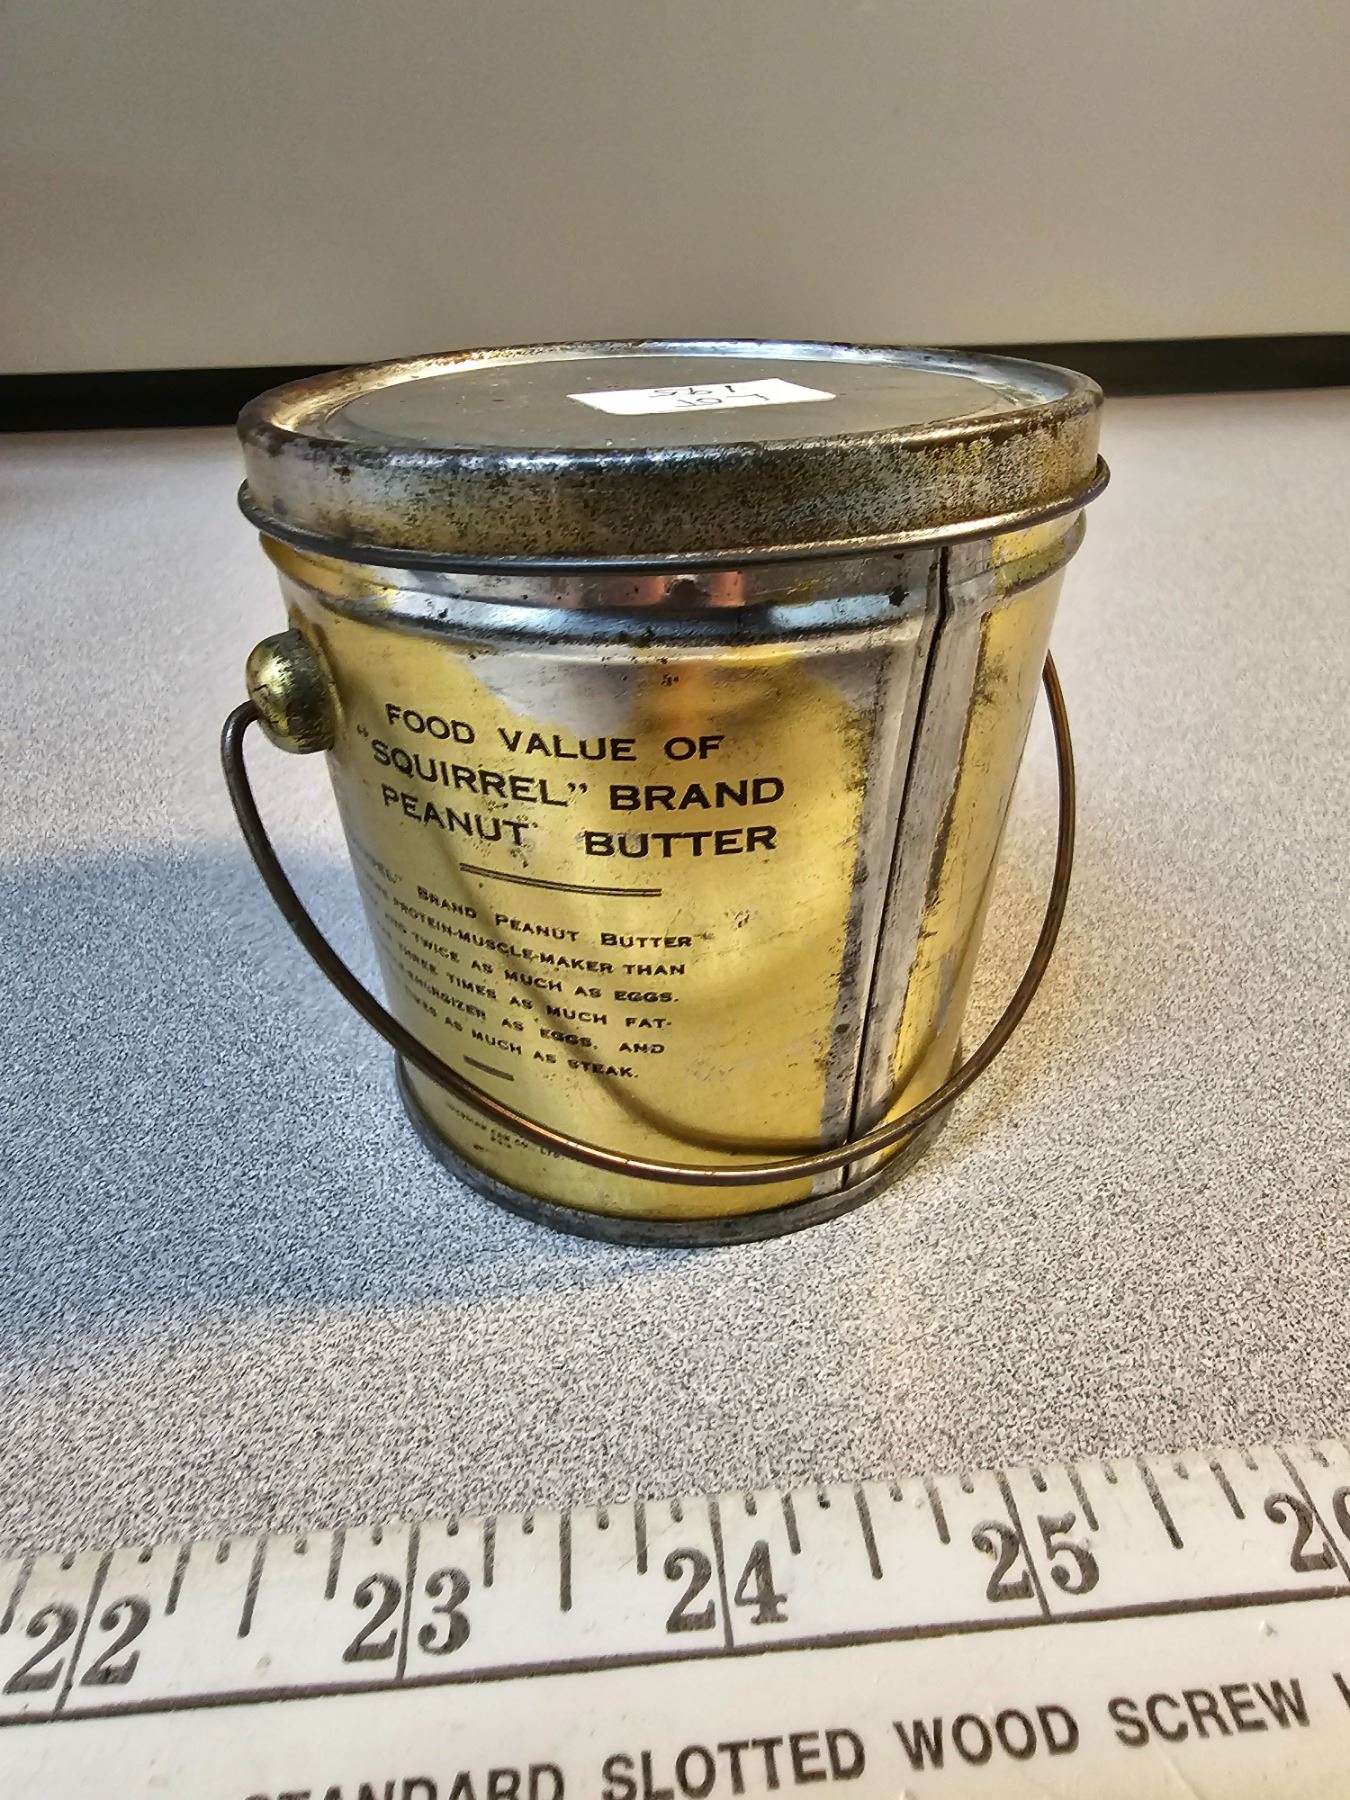 LOT
195
FOOD VALUE OF
"SQUIRREL" BRAND
PEANUT BUTTER
BRAND PEANUT BUTTER
PROTEIN-MUSCLE-MAKER THAN
TWICE AS MUCH AS EGGS.
THREE TIMES AS MUCH FAT-
ENERGIZER AS EGGS, AND
AS MUCH AS STEAK.
22 23 24 25
STANDARD SLOTTED WOOD SCREW